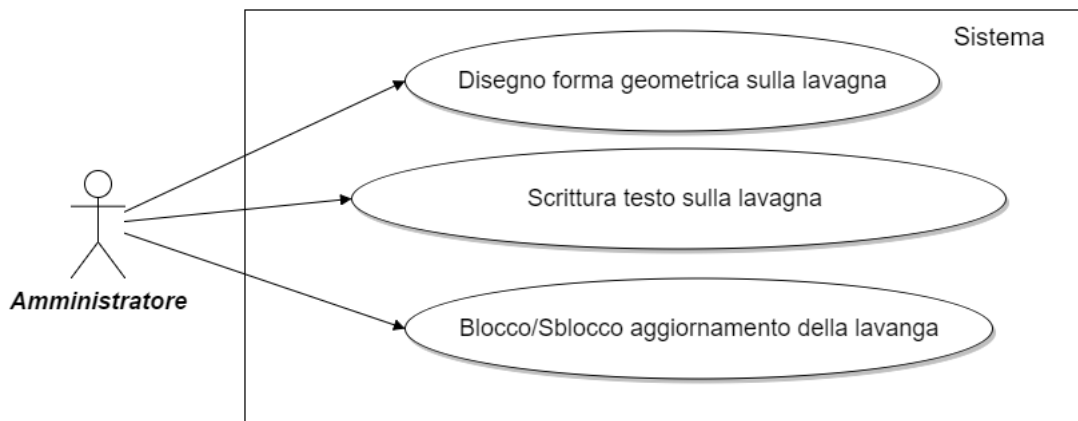 Sistema
Disegno forma geometrica sulla lavagna
Scrittura testo sulla lavagna
Amministratore
Blocco/Sblocco aggiornamento della lavanga